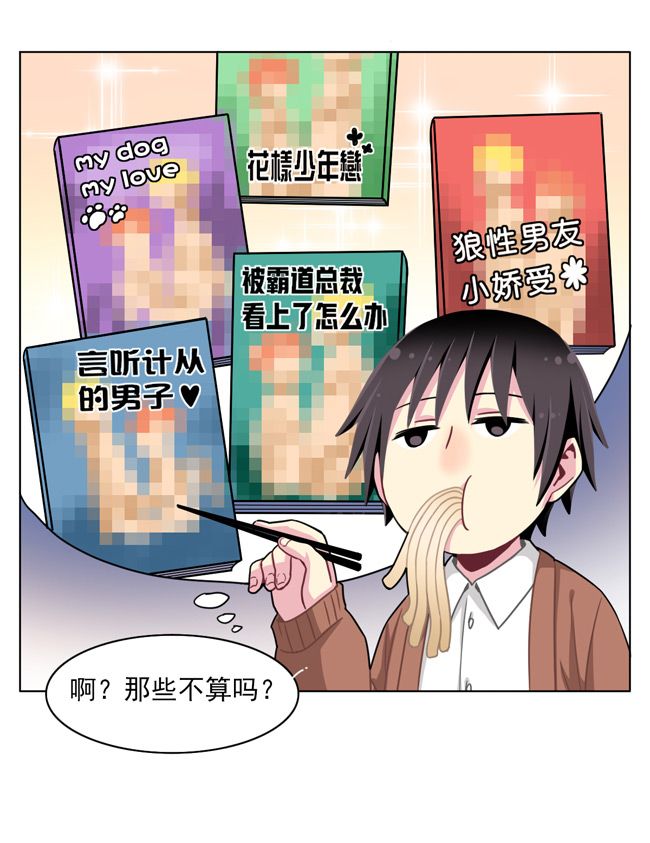 my dog
my love
花樣少年戀
狼性男友
小娇受
被霸道总裁
看上了怎么办
言听计从
的男子♥
啊？那些不算吗？